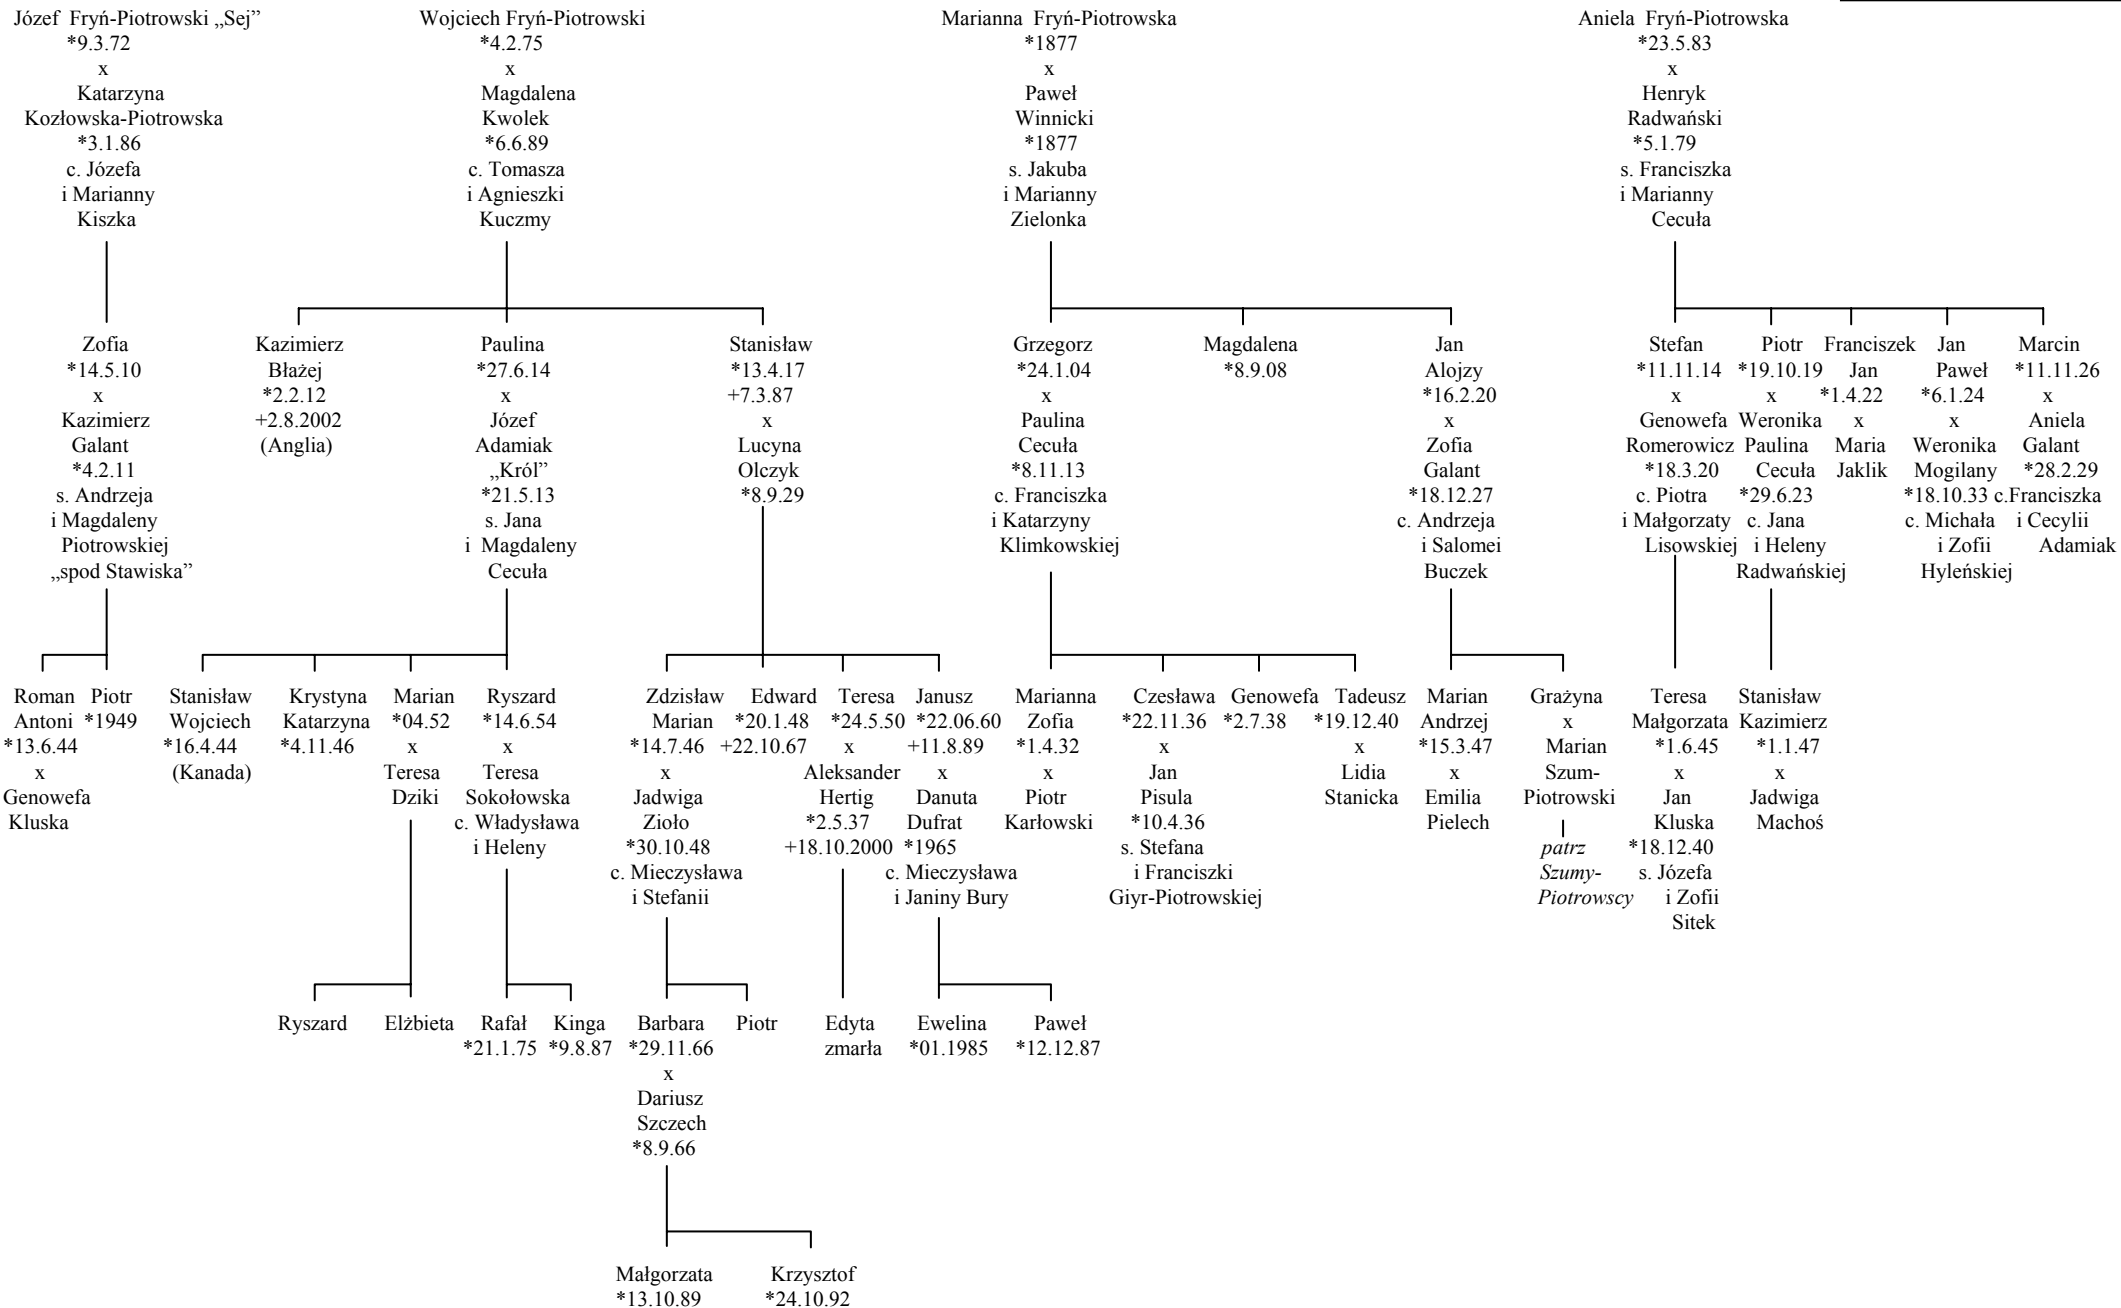 Józef Fryń-Piotrowski „Sej”
*9.3.72
x
Katarzyna
Kozłowska-Piotrowska
*3.1.86
c. Józefa
i Marianny
Kiszka
Wojciech Fryń-Piotrowski
*4.2.75
x
Magdalena
Kwolek
*6.6.89
c. Tomasza
i Agnieszki
Kuczmy
Marianna Fryń-Piotrowska
*1877
x
Paweł
Winnicki
*1877
s. Jakuba
i Marianny
Zielonka
Aniela Fryń-Piotrowska
*23.5.83
x
Henryk
Radwański
*5.1.79
s. Franciszka
i Marianny
Cecuła
Zofia
*14.5.10
x
Kazimierz
Galant
*4.2.11
s. Andrzeja
i Magdaleny
Piotrowskiej
„spod Stawiska”
Kazimierz
Błażej
*2.2.12
+2.8.2002
(Anglia)
Paulina
*27.6.14
x
Józef
Adamiak
„Król”
*21.5.13
s. Jana
i Magdaleny
Cecuła
Stanisław
*13.4.17
+7.3.87
x
Lucyna
Olczyk
*8.9.29
Grzegorz
*24.1.04
x
Paulina
Cecuła
*8.11.13
c. Franciszka
i Katarzyny
Klimkowskiej
Magdalena
*8.9.08
Jan
Alojzy
*16.2.20
x
Zofia
Galant
*18.12.27
c. Andrzeja
i Salomei
Buczek
Stefan
*11.11.14
x
Genowefa
Romerowicz
*18.3.20
c. Piotra
i Małgorzaty
Lisowskiej
Piotr
*19.10.19
x
Weronika
Paulina
Cecuła
*29.6.23
c. Jana
i Heleny
Radwańskiej
Franciszek
Jan
*1.4.22
x
Maria
Jaklik
Jan
Paweł
*6.1.24
x
Weronika
Mogilany
*18.10.33
c. Michała
i Zofii
Hyleńskiej
Marcin
*11.11.26
x
Aniela
Galant
*28.2.29
c.Franciszka
i Cecylii
Adamiak
Roman
Antoni
*13.6.44
x
Genowefa
Kluska
Piotr
*1949
Stanisław
Wojciech
*16.4.44
(Kanada)
Krystyna
Katarzyna
*4.11.46
Marian
*04.52
x
Teresa
Dziki
Ryszard
*14.6.54
x
Teresa
Sokołowska
c. Władysława
i Heleny
Zdzisław
Marian
*14.7.46
x
Jadwiga
Zioło
*30.10.48
c. Mieczysława
i Stefanii
Edward
*20.1.48
+22.10.67
Teresa
*24.5.50
x
Aleksander
Hertig
*2.5.37
+18.10.2000
Janusz
*22.06.60
+11.8.89
x
Danuta
Dufrat
*1965
c. Mieczysława
i Janiny Bury
Marianna
Zofia
*1.4.32
x
Piotr
Karłowski
Czesława
*22.11.36
x
Jan
Pisula
*10.4.36
s. Stefana
i Franciszki
Giyr-Piotrowskiej
Genowefa
*2.7.38
Tadeusz
*19.12.40
x
Lidia
Stanicka
Marian
Andrzej
*15.3.47
x
Emilia
Pielech
Grażyna
x
Marian
Szum-
Piotrowski
patrz
Szumy-
Piotrowscy
Teresa
Małgorzata
*1.6.45
x
Jan
Kluska
*18.12.40
s. Józefa
i Zofii
Sitek
Stanisław
Kazimierz
*1.1.47
x
Jadwiga
Machoś
Ryszard
Elżbieta
Rafał
*21.1.75
Kinga
*9.8.87
Barbara
*29.11.66
x
Dariusz
Szczech
*8.9.66
Piotr
Edyta
zmarła
Ewelina
*01.1985
Paweł
*12.12.87
Małgorzata
*13.10.89
Krzysztof
*24.10.92